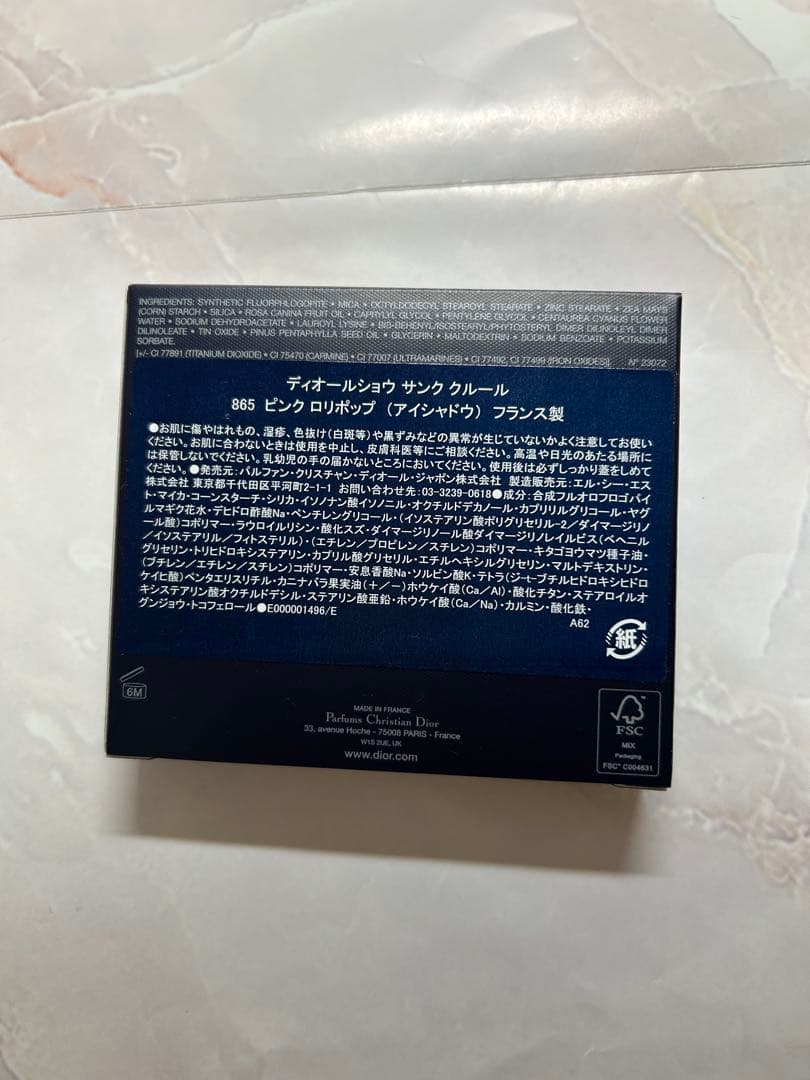 INGREDIENTS: SYNTHETIC FLUORPHLOGOPITE • MICA • OCTYLDODECYL STEAROYL STEARATE • ZINC STEARATE • ZEA MAYS
(CORN) STARCH • SILICA • ROSA CANINA FRUIT OIL • CAPRYLYL GLYCOL • PENTYLENE GLYCOL • CENTAUREA CYANUS FLOWER
WATER • SODIUM DEHYDROACETATE • LAUROYL LYSINE • BIS-BEHENYL/ISOSTEARYL/PHYTOSTERYL DIMER DILINOLEYL DIMER
DILINOLEATE • TIN OXIDE • PINUS PENTAPHYLLA SEED OIL • GLYCERIN • MALTODEXTRIN • SODIUM BENZOATE • POTASSIUM
SORBATE.
[+/- CI 77891 (TITANIUM DIOXIDE) • CI 75470 (CARMINE) • CI 77007 (ULTRAMARINES) • CI 77492, CI 77499 (IRON OXIDES)] N° 23072
ディオールショウ サンク クルール
865 ピンク ロリポップ （アイシャドウ） フランス製
●お肌に傷やはれもの、湿疹、色抜け(白斑等)や黒ずみなどの異常が生じていないかよく注意してお使い
ください。お肌に合わないときは使用を中止し、皮膚科医等にご相談ください。高温や日光のあたる場所に
は保管しないでください。乳幼児の手の届かないところにおいてください。使用後は必ずしっかり蓋をしめて
ください。●発売元:パルファン・クリスチャン・ディオール・ジャポン株式会社 製造販売元:エル・シー・エス
株式会社 東京都千代田区平河町2-1-1 お問い合わせ先:03-3239-0618●成分:合成フルオロフロゴパイ
ト・マイカ・コーンスターチ・シリカ・イソノナン酸イソノニル・オクチルドデカノール・カプリリルグリコール・ヤグ
ルマギク花水・デヒドロ酢酸Na・ペンチレングリコール・(イソステアリン酸ポリグリセリル-2/ダイマージリノ
ール酸)コポリマー・ラウロイルリシン・酸化スズ・ダイマージリノール酸ダイマージリノレイルビス(ベヘニル
/イソステアリル/フィトステリル)・(エチレン/プロピレン/スチレン)コポリマー・キタゴヨウマツ種子油・
グリセリン・トリヒドロキシステアリン・カプリル酸グリセリル・エチルヘキシルグリセリン・マルトデキストリン・
(ブチレン/エチレン/スチレン)コポリマー・安息香酸Na・ソルビン酸K・テトラ(ジ-t-ブチルヒドロキシヒドロ
ケイヒ酸)ペンタエリスリチル・カニナバラ果実油(＋/－)ホウケイ酸(Ca/Al)・酸化チタン・ステアロイルオ
キシステアリン酸オクチルドデシル・ステアリン酸亜鉛・ホウケイ酸(Ca/Na)・カルミン・酸化鉄・
グンジョウ・トコフェロール●E000001496/E
A62
紙
6M
MADE IN FRANCE
Parfums Christian Dior
33, avenue Hoche - 75008 PARIS - France
W1S 2UE, UK
www.dior.com
FSC
MIX
Packaging
FSC™ C004631